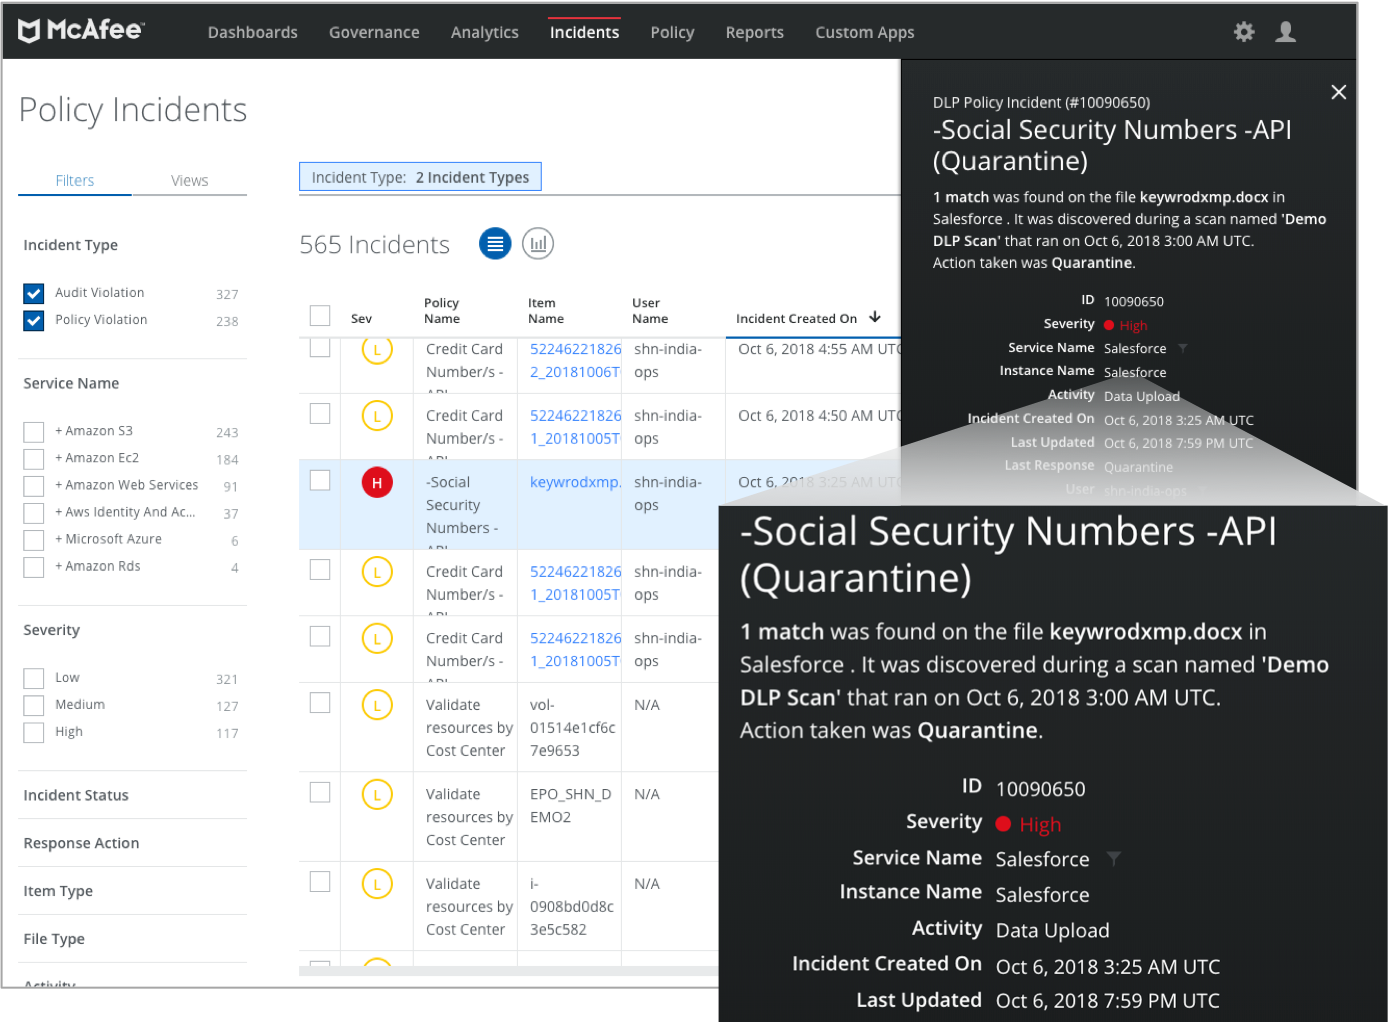 McAfee™
Dashboards Governance Analytics Incidents Policy Reports Custom Apps
Policy Incidents
Filters Views
Incident Type: 2 Incident Types
565 Incidents
Incident Type
Audit Violation 327
Policy Violation 238
Service Name
+ Amazon S3 243
+ Amazon Ec2 184
+ Amazon Web Services 91
+ Aws Identity And Ac... 37
+ Microsoft Azure 6
+ Amazon Rds 4
Severity
Low 321
Medium 127
High 117
Incident Status
Response Action
Item Type
File Type
Activity
Sev Policy Name Item Name User Name Incident Created On
L Credit Card 52246221826 shn-india- Oct 6, 2018 4:55 AM UTC
Number/s - 2_20181006T ops
API
L Credit Card 52246221826 shn-india- Oct 6, 2018 4:50 AM UTC
Number/s - 1_20181005T ops
API
H -Social keywrodxmp. shn-india- Oct 6, 2018 3:25 AM UTC
Security ops
Numbers -
API
L Credit Card 52246221826 shn-india-
Number/s - 1_20181005T ops
API
L Credit Card 52246221826 shn-india-
Number/s - 1_20181005T ops
API
L Validate vol- N/A
resources by 01514e1cf6c
Cost Center 7e9653
L Validate EPO_SHN_D N/A
resources by EMO2
Cost Center
L Validate i- N/A
resources by 0908bd0d8c
Cost Center 3e5c582
DLP Policy Incident (#10090650)
-Social Security Numbers -API
(Quarantine)
1 match was found on the file keywrodxmp.docx in
Salesforce . It was discovered during a scan named 'Demo
DLP Scan' that ran on Oct 6, 2018 3:00 AM UTC.
Action taken was Quarantine.
ID 10090650
Severity High
Service Name Salesforce
Instance Name Salesforce
Activity Data Upload
Incident Created On Oct 6, 2018 3:25 AM UTC
Last Updated Oct 6, 2018 7:59 PM UTC
Last Response Quarantine
User shn-india-ops
-Social Security Numbers -API
(Quarantine)
1 match was found on the file keywrodxmp.docx in
Salesforce . It was discovered during a scan named 'Demo
DLP Scan' that ran on Oct 6, 2018 3:00 AM UTC.
Action taken was Quarantine.
ID 10090650
Severity High
Service Name Salesforce
Instance Name Salesforce
Activity Data Upload
Incident Created On Oct 6, 2018 3:25 AM UTC
Last Updated Oct 6, 2018 7:59 PM UTC